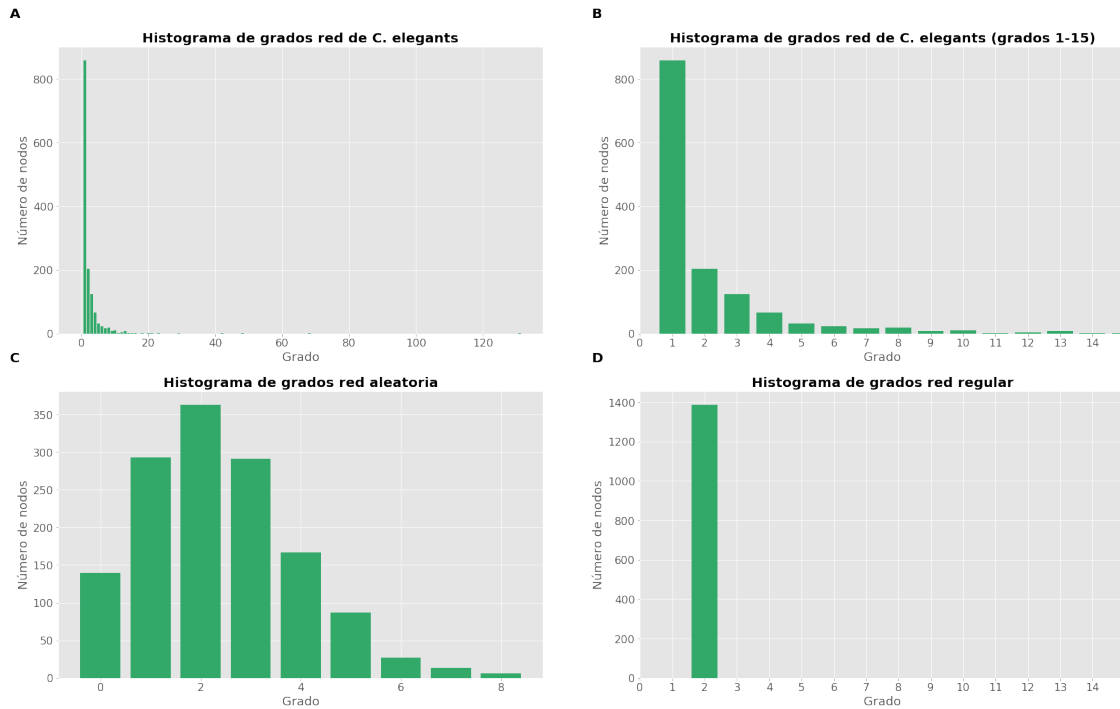 A
Histograma de grados red de C. elegants
800
600
400
200
0
Número de nodos
0 20 40 60 80 100 120
Grado
B
Histograma de grados red de C. elegants (grados 1-15)
800
600
400
200
0
Número de nodos
0 1 2 3 4 5 6 7 8 9 10 11 12 13 14
Grado
C
Histograma de grados red aleatoria
350
300
250
200
150
100
50
0
Número de nodos
0 2 4 6 8
Grado
D
Histograma de grados red regular
1400
1200
1000
800
600
400
200
0
Número de nodos
0 1 2 3 4 5 6 7 8 9 10 11 12 13 14
Grado